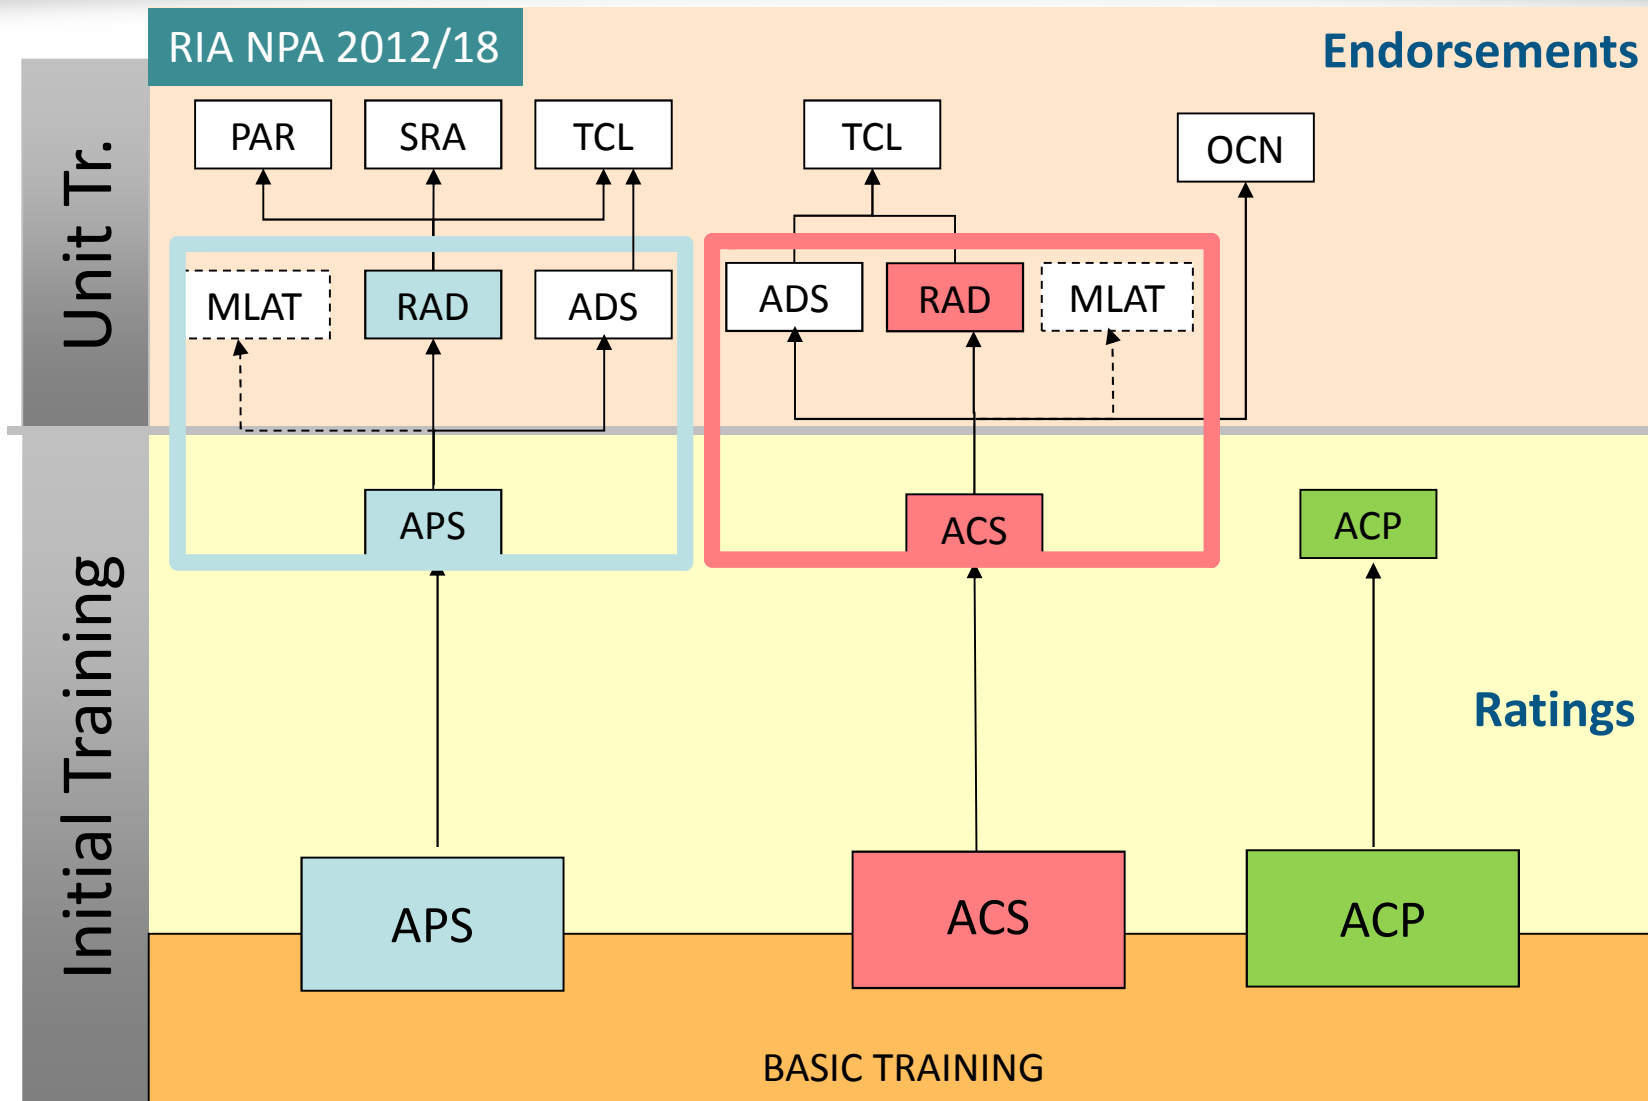 RIA NPA 2012/18
Endorsements
Unit Tr.
PAR
SRA
TCL
TCL
OCN
MLAT
RAD
ADS
ADS
RAD
MLAT
APS
ACS
ACP
Initial Training
Ratings
APS
ACS
ACP
BASIC TRAINING